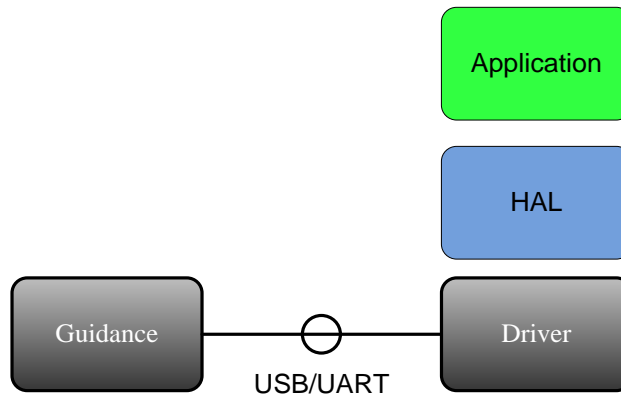 Application
HAL
Guidance
Driver
USB/UART